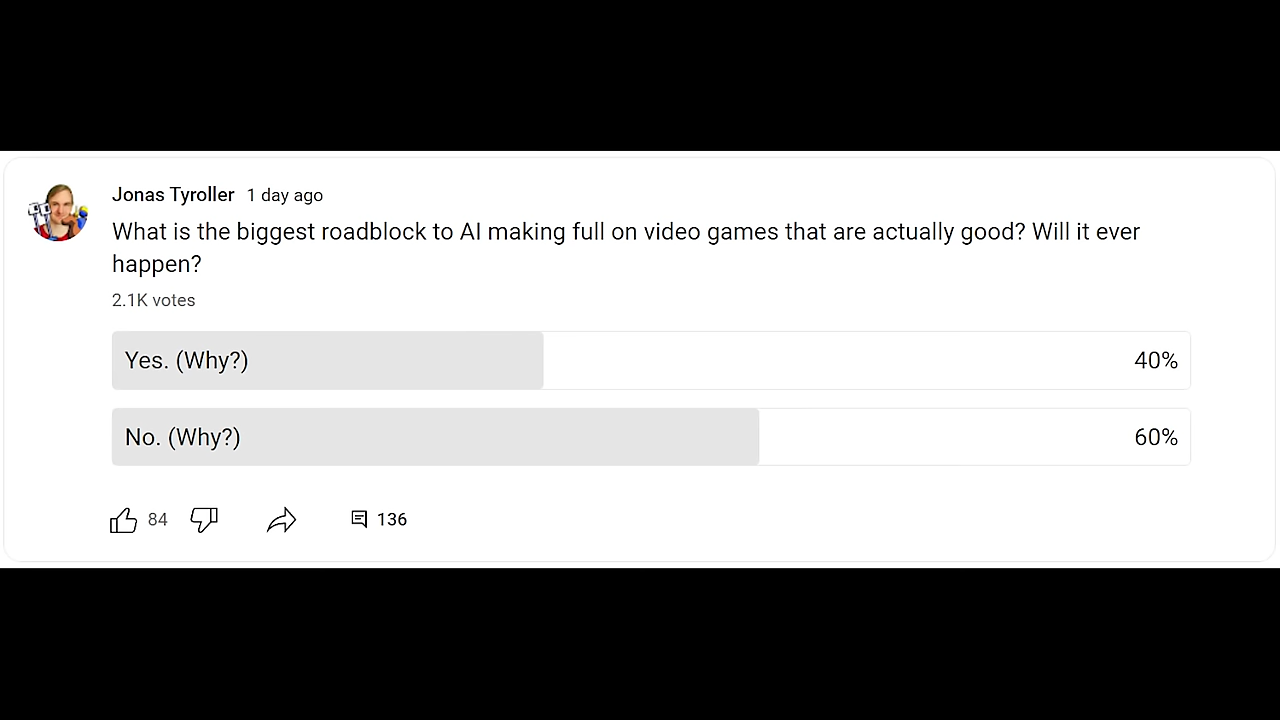 Jonas Tyroller 1 day ago
What is the biggest roadblock to AI making full on video games that are actually good? Will it ever
happen?
2.1K votes
Yes. (Why?) 40%
No. (Why?) 60%
84 136